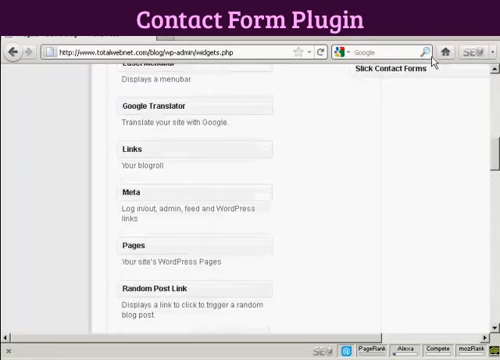 Contact Form Plugin
http://www.totalwebnet.com/blog/wp-admin/widgets.php
Google
SEO
Slick Contact Forms
Displays a menubar.
Google Translator
Translate your site with Google.
Links
Your blogroll
Meta
Log in/out, admin, feed and WordPress
links
Pages
Your site's WordPress Pages
Random Post Link
Displays a link to click to trigger a random
blog post.
SEO
PageRank
Alexa
Compete
mozRank